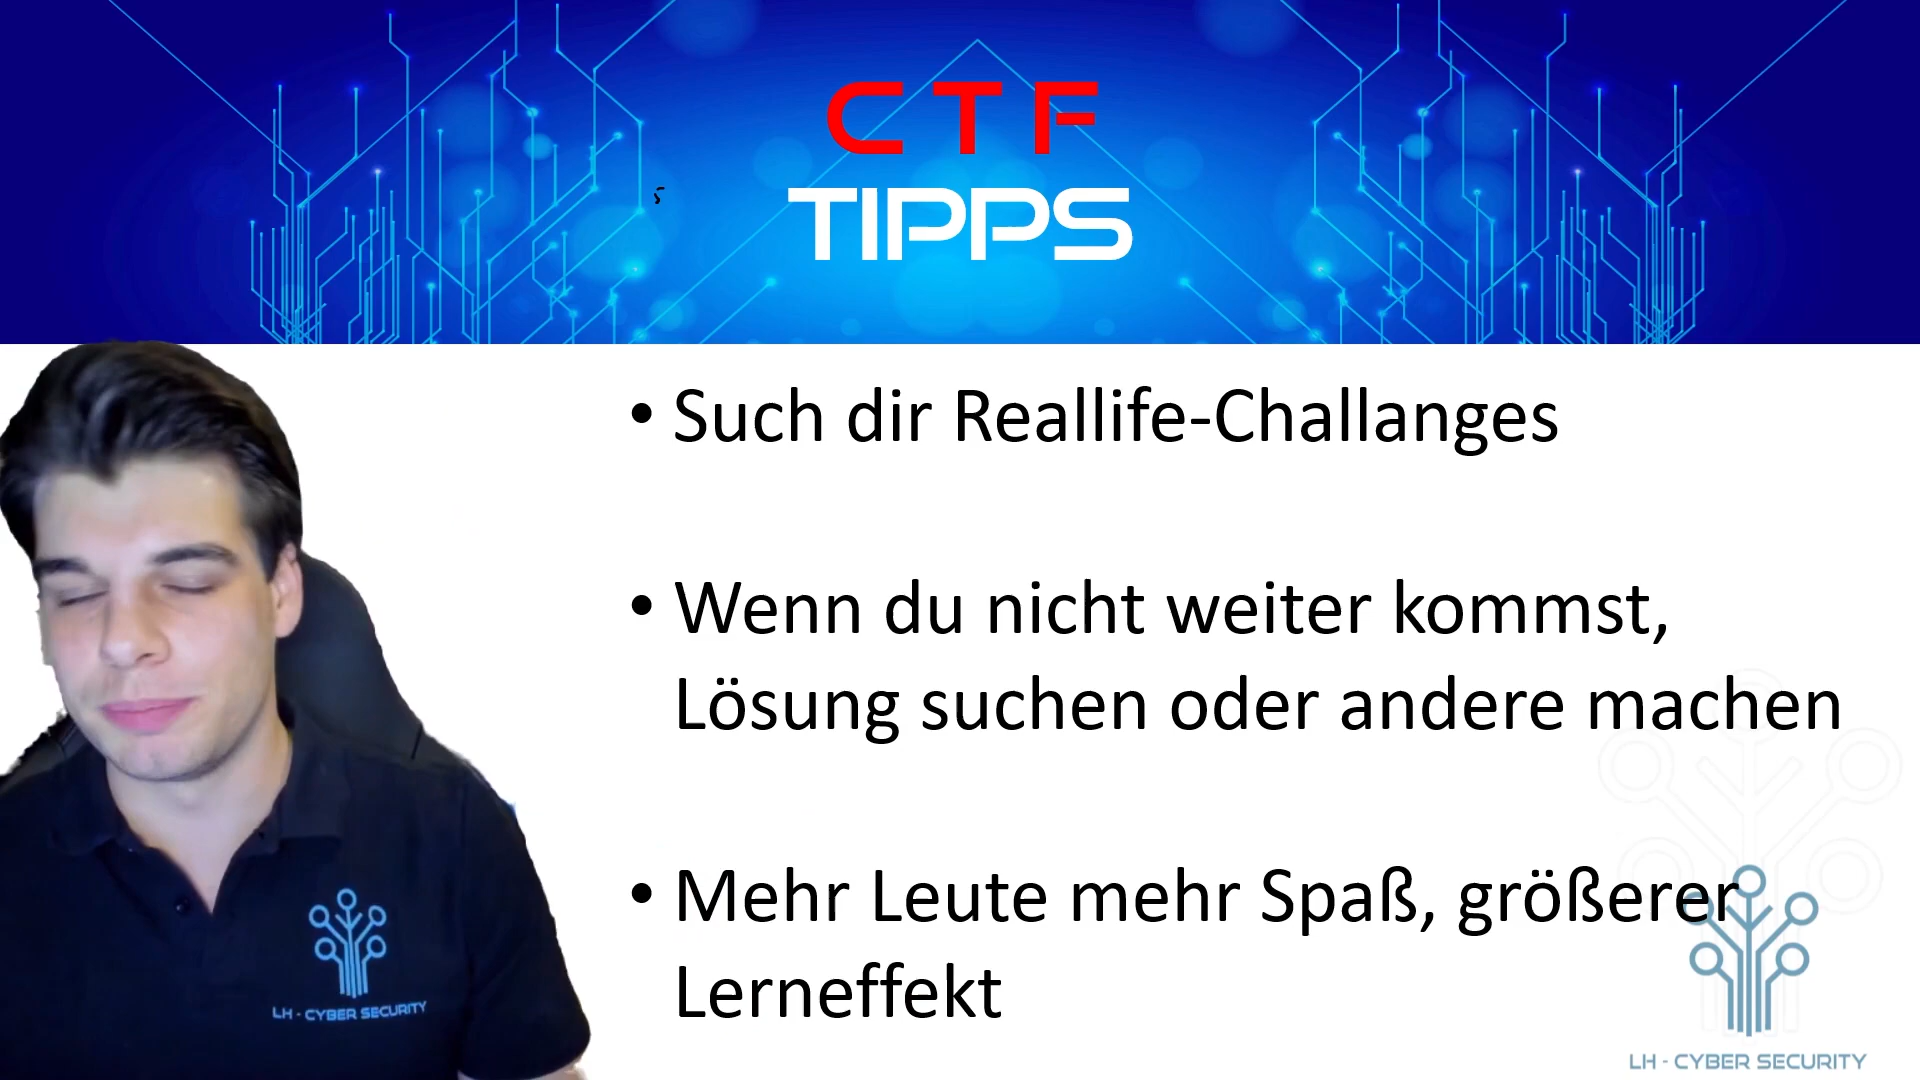 CTF
TIPPS
• Such dir Reallife-Challanges
• Wenn du nicht weiter kommst,
Lösung suchen oder andere machen
• Mehr Leute mehr Spaß, größerer
Lerneffekt
LH - CYBER SECURITY
LH - CYBER SECURITY